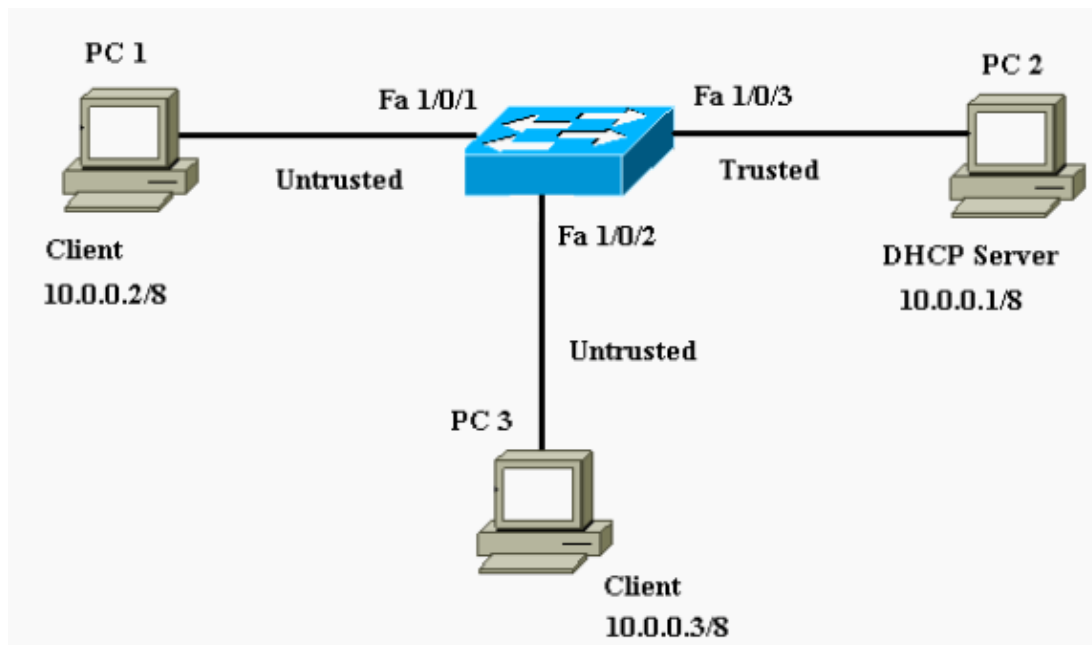 PC 1
Fa 1/0/1
Untrusted
Client
10.0.0.2/8
Fa 1/0/3
Trusted
PC 2
DHCP Server
10.0.0.1/8
Fa 1/0/2
Untrusted
PC 3
Client
10.0.0.3/8